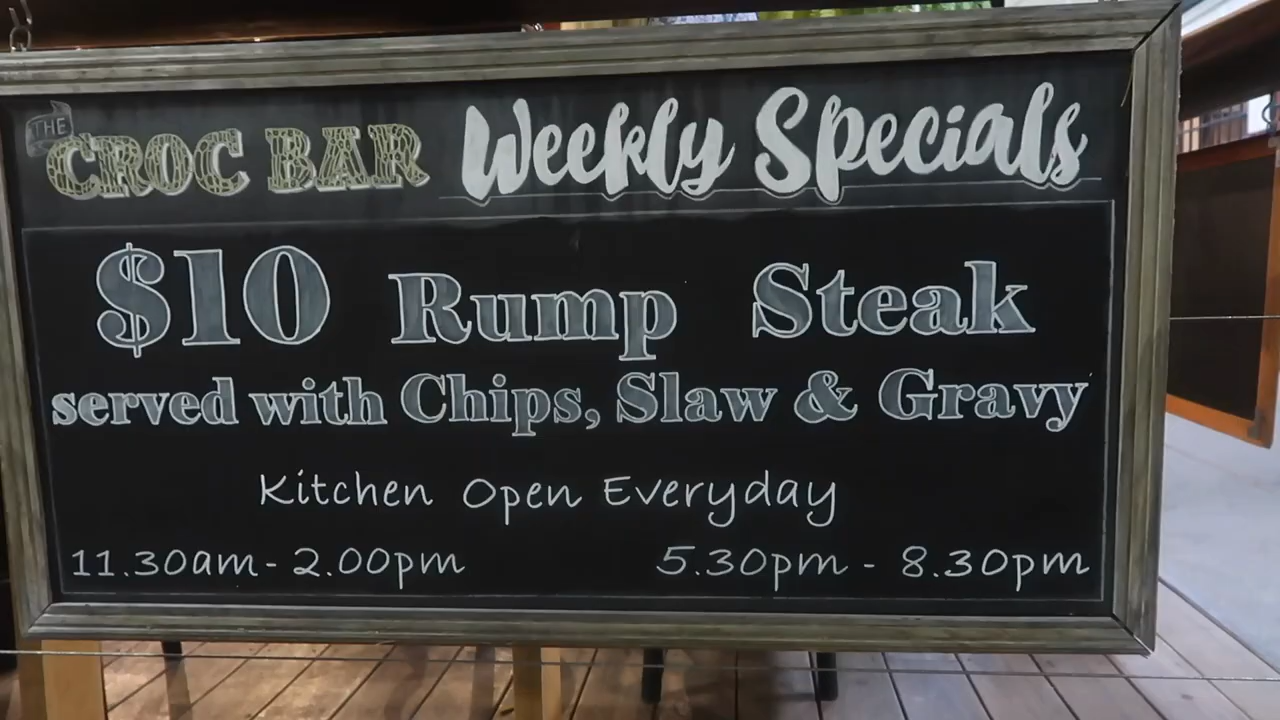 THE CROC BAR Weekly Specials
$10 Rump Steak
served with Chips, Slaw & Gravy
Kitchen Open Everyday
11.30am - 2.00pm 5.30pm - 8.30pm